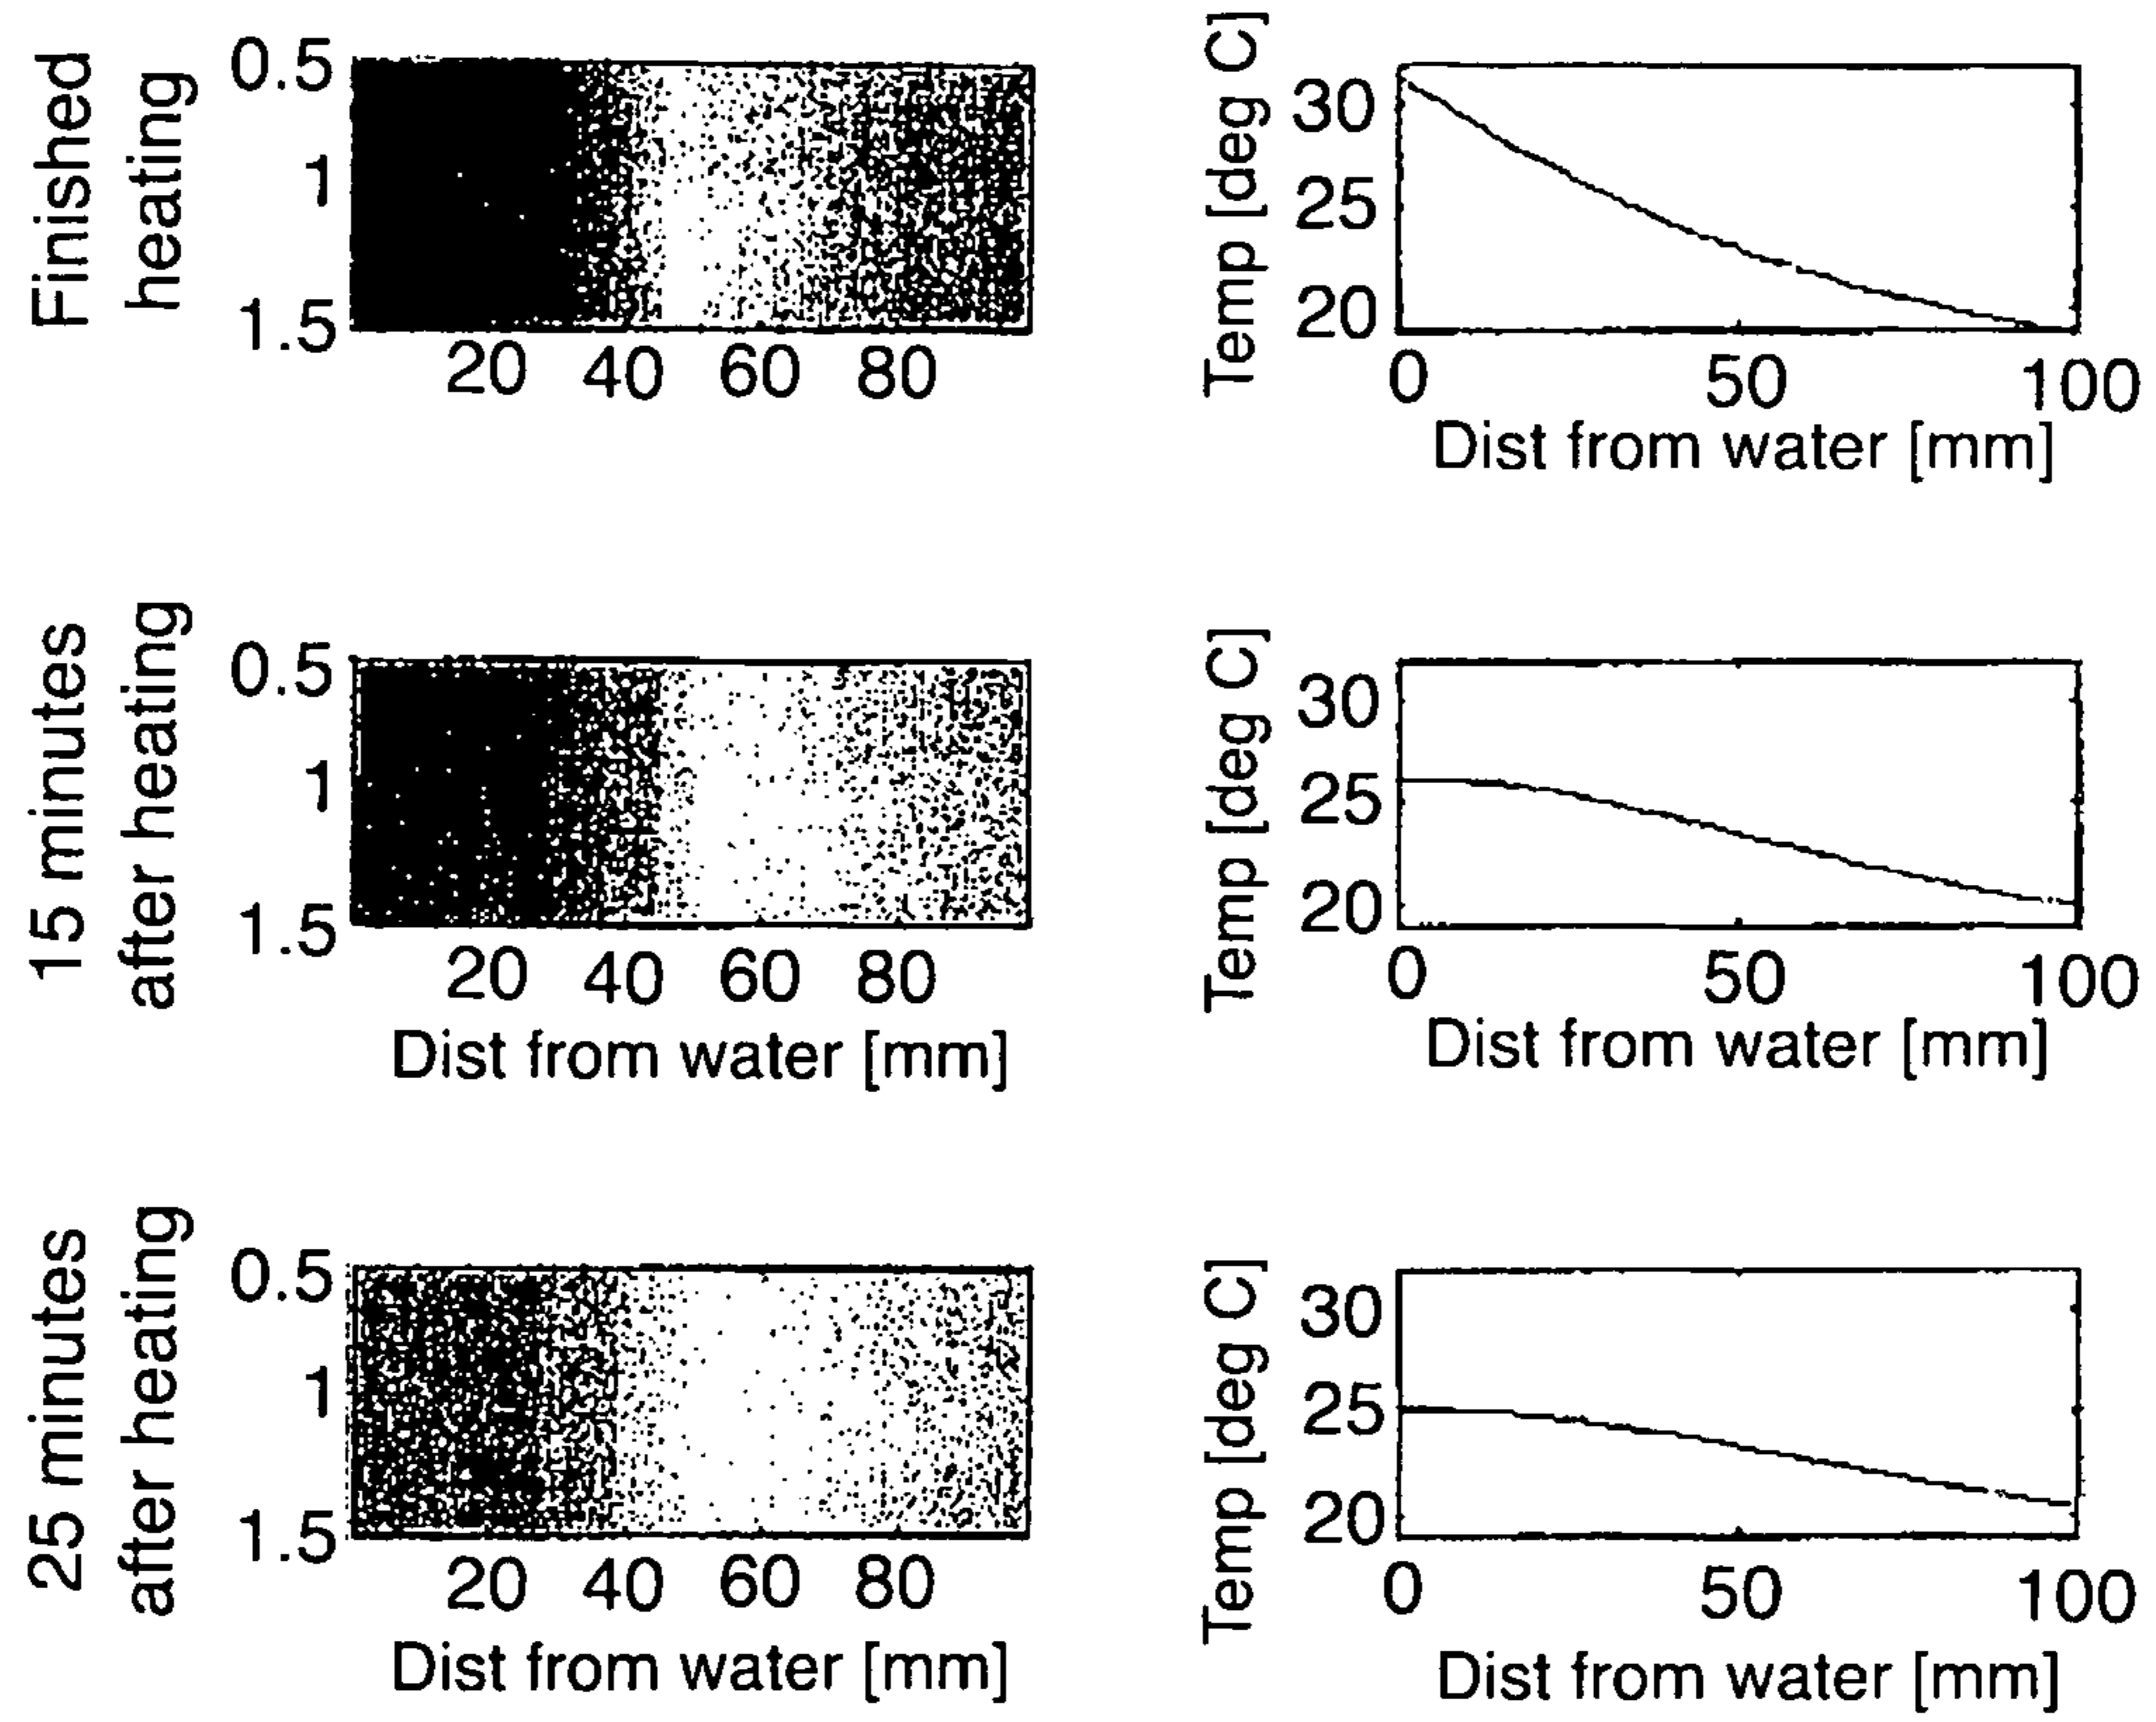 Finished
heating
0.5
1
1.5
20 40 60 80
Temp [deg C]
30
25
20
0 50 100
Dist from water [mm]
15 minutes
after heating
0.5
1
1.5
20 40 60 80
Dist from water [mm]
Temp [deg C]
30
25
20
0 50 100
Dist from water [mm]
25 minutes
after heating
0.5
1
1.5
20 40 60 80
Dist from water [mm]
Temp [deg C]
30
25
20
0 50 100
Dist from water [mm]